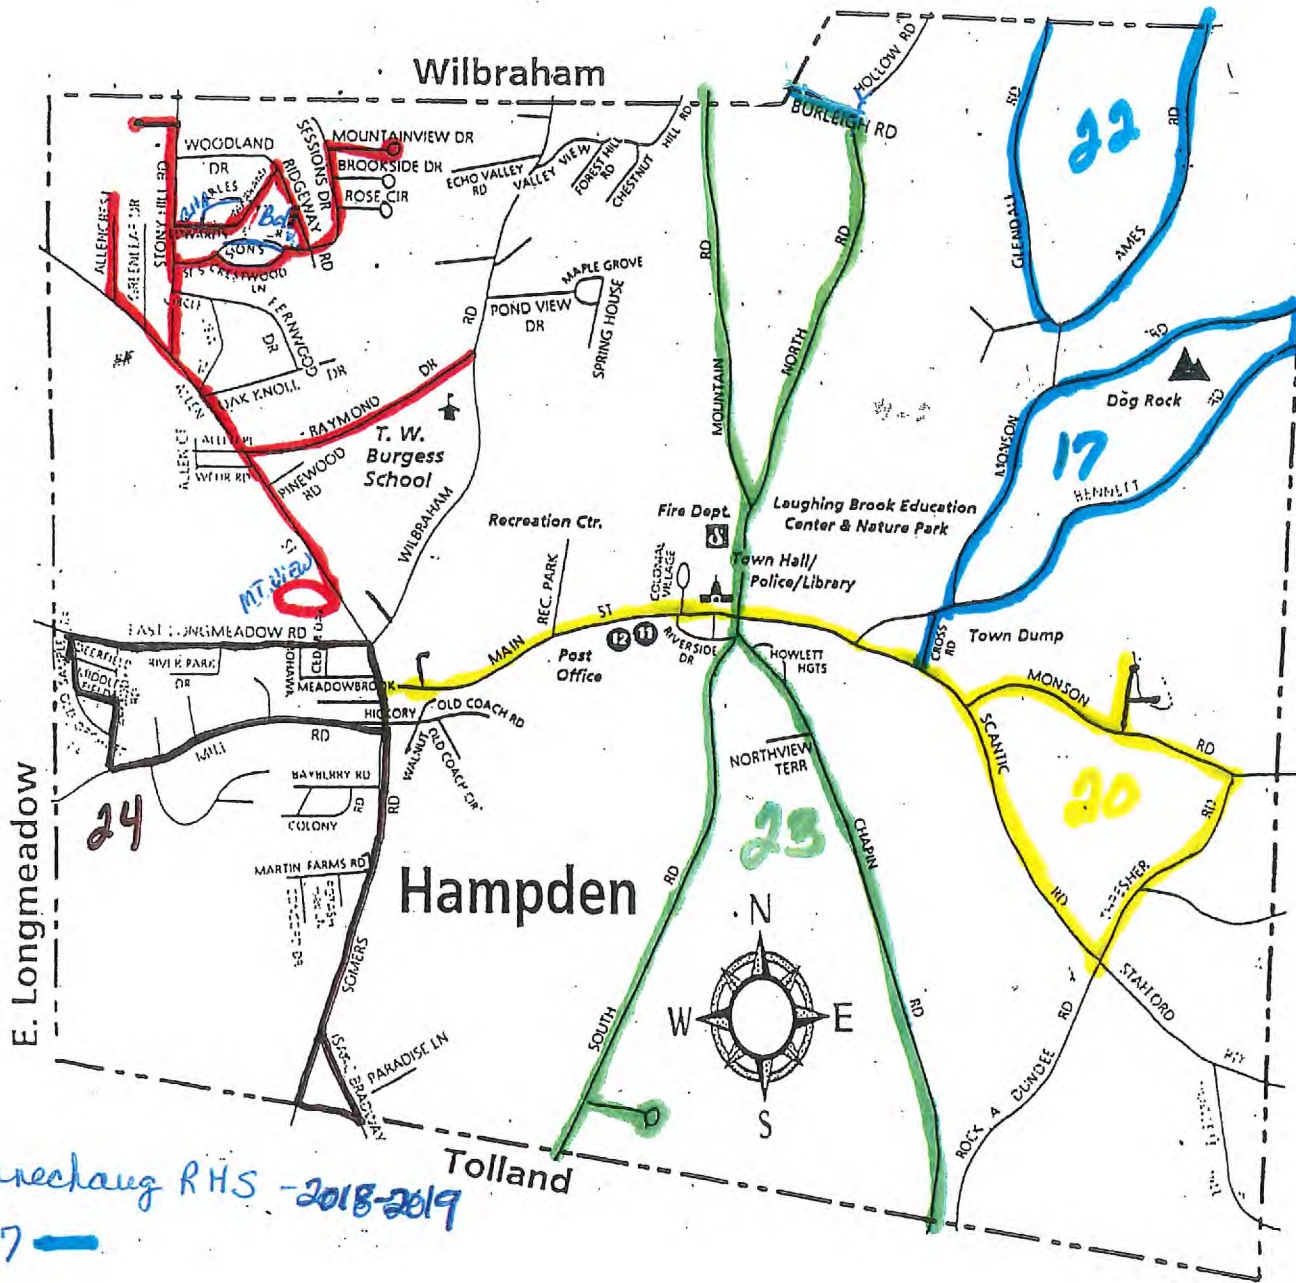 Wilbraham
HOLLOW RD
BURLEIGH RD
MOUNTAINVIEW DR
BROOKSIDE DR
ROSE CIR
SESSIONS DR
WOODLAND
DR
RIDGEWAY
RD
STONY HILL RD
ALLENCREST
CRESTWOOD
LN
FERNWOOD
DR
OAK KNOLL
DR
ALLEN
ST
RAYMOND
DR
PINEWOOD
RD
ECHO VALLEY
RD
VALLEY
VIEW
FOREST HILL
RD
CHESTNUT
HILL RD
MAPLE GROVE
POND VIEW
DR
SPRING HOUSE
T. W.
Burgess
School
WILBRAHAM
RD
MOUNTAIN
RD
NORTH
RD
GLENDALE
RD
AMES
RD
22
MONSON
RD
Dog Rock
17
BENNETT
RD
MT. VIEW
Recreation Ctr.
REC. PARK
Fire Dept.
Laughing Brook Education
Center & Nature Park
Town Hall/
Police/Library
COLONIAL
VILLAGE
MAIN
ST
12
11
Post
Office
RIVERSIDE
DR
HOWLETT
HGTS
Town Dump
CROSS
RD
EAST LONGMEADOW RD
RIVER PARK
DR
MEADOWBROOK
HICKORY
OLD COACH RD
WALNUT
OLD COACH CIR
MILL
RD
BAYBERRY RD
COLONY
RD
MARTIN FARMS RD
24
SOMERS
RD
PARADISE LN
NORTHVIEW
TERR
23
CHAPIN
RD
SOUTH
RD
MONSON
RD
SCANTIC
RD
20
THRESHER
RD
STAFFORD
ROCK A DUNDEE
RD
Hampden
E. Longmeadow
N
W
E
S
Tolland
RHS - 2018-2019
7